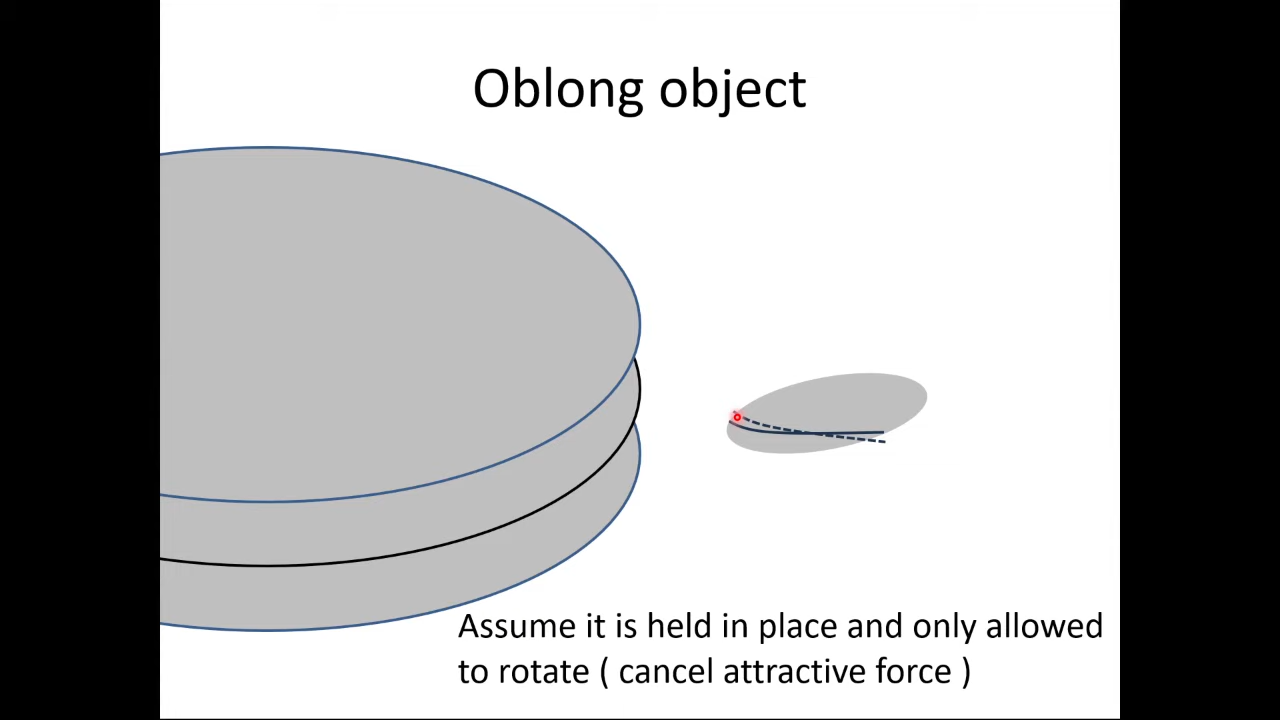 Oblong object
Assume it is held in place and only allowed
to rotate ( cancel attractive force )